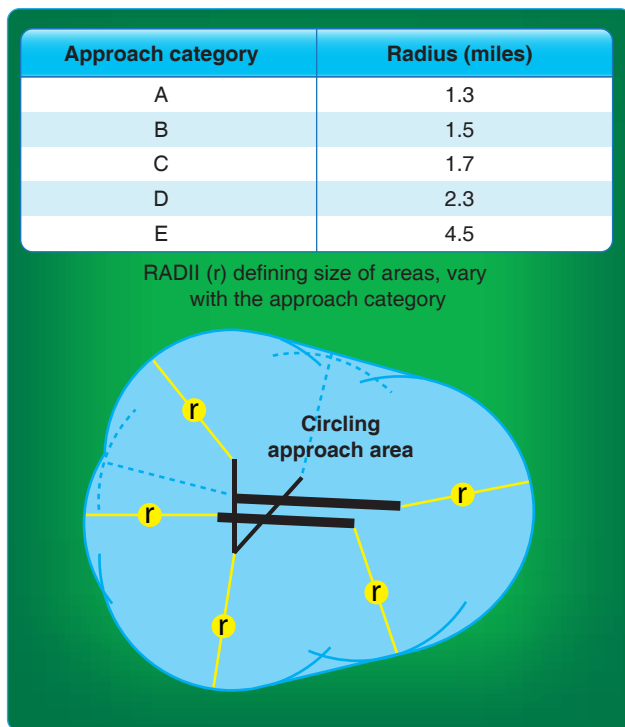 Approach category Radius (miles)
A 1.3
B 1.5
C 1.7
D 2.3
E 4.5
RADII (r) defining size of areas, vary
with the approach category
r
Circling
approach area
r
r
r
r